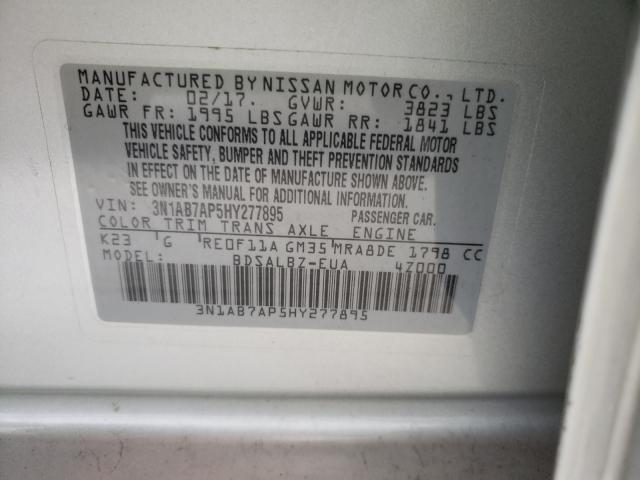 MANUFACTURED BY NISSAN MOTOR CO., LTD.
DATE: 02/17. GVWR: 3823 LBS
GAWR FR: 1995 LBS GAWR RR: 1841 LBS
THIS VEHICLE CONFORMS TO ALL APPLICABLE FEDERAL MOTOR
VEHICLE SAFETY, BUMPER AND THEFT PREVENTION STANDARDS
IN EFFECT ON THE DATE OF MANUFACTURE SHOWN ABOVE.
SEE OWNER'S MANUAL FOR ADDITIONAL INFORMATION.
VIN: 3N1AB7AP5HY277895 PASSENGER CAR.
COLOR TRIM TRANS AXLE ENGINE
K23 'G RE0F11A GM35 MRA8DE 1798 CC
MODEL: BDSALBZ-EUA 4Z000
3N1AB7AP5HY277895